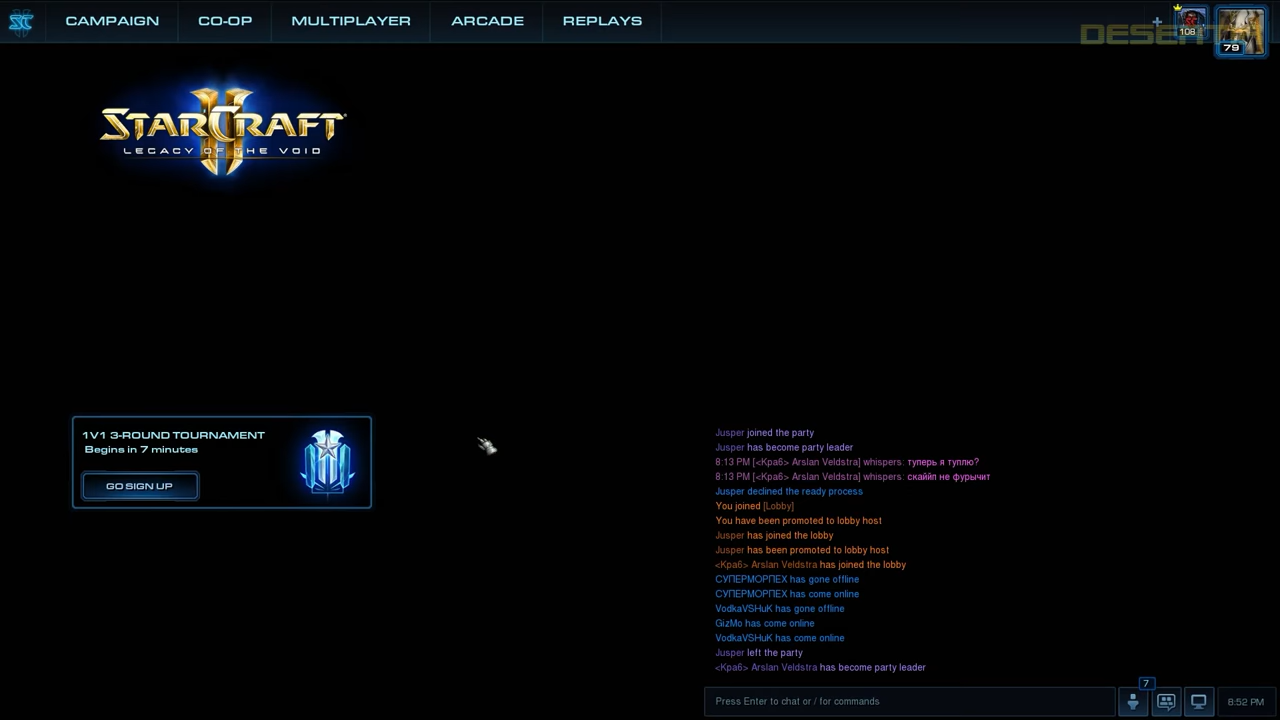 CAMPAIGN CO-OP MULTIPLAYER ARCADE REPLAYS
108
79
STARCRAFT
II
LEGACY OF THE VOID
1V1 3-ROUND TOURNAMENT
Begins in 7 minutes
GO SIGN UP
Jusper joined the party
Jusper has become party leader
8:13 PM [<Краб> Arslan Veldstra] whispers: туперь я туплю?
8:13 PM [<Краб> Arslan Veldstra] whispers: скаййп не фурычит
Jusper declined the ready process
You joined [Lobby]
You have been promoted to lobby host
Jusper has joined the lobby
Jusper has been promoted to lobby host
<Краб> Arslan Veldstra has joined the lobby
СУПЕРМОРПЕХ has gone offline
СУПЕРМОРПЕХ has come online
VodkaVSHuK has gone offline
GizMo has come online
VodkaVSHuK has come online
Jusper left the party
<Краб> Arslan Veldstra has become party leader
7
Press Enter to chat or / for commands
8:52 PM